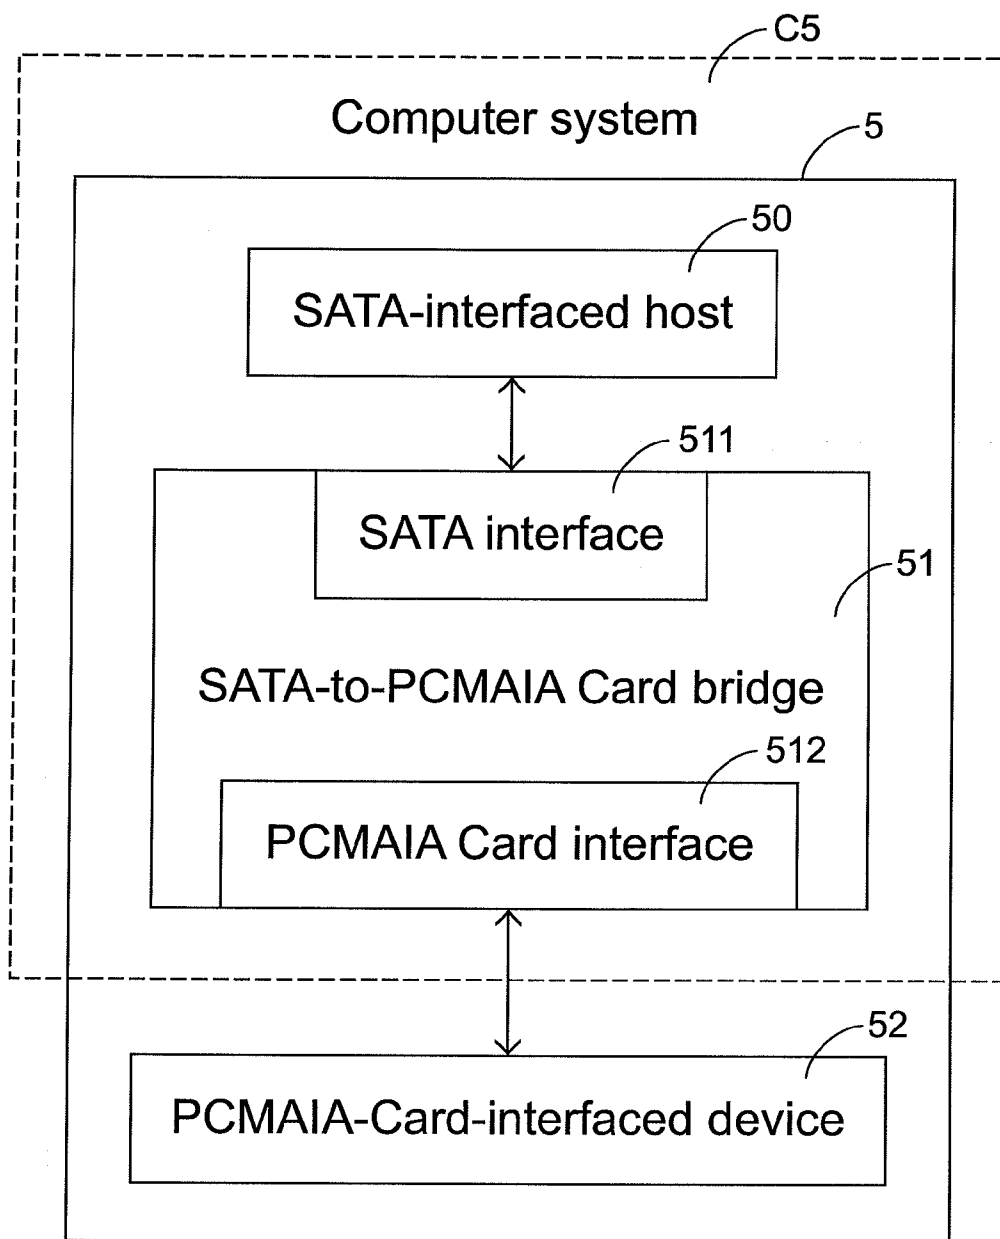 C5
Computer system
5
50
SATA-interfaced host
511
SATA interface
51
SATA-to-PCMAIA Card bridge
512
PCMAIA Card interface
52
PCMAIA-Card-interfaced device